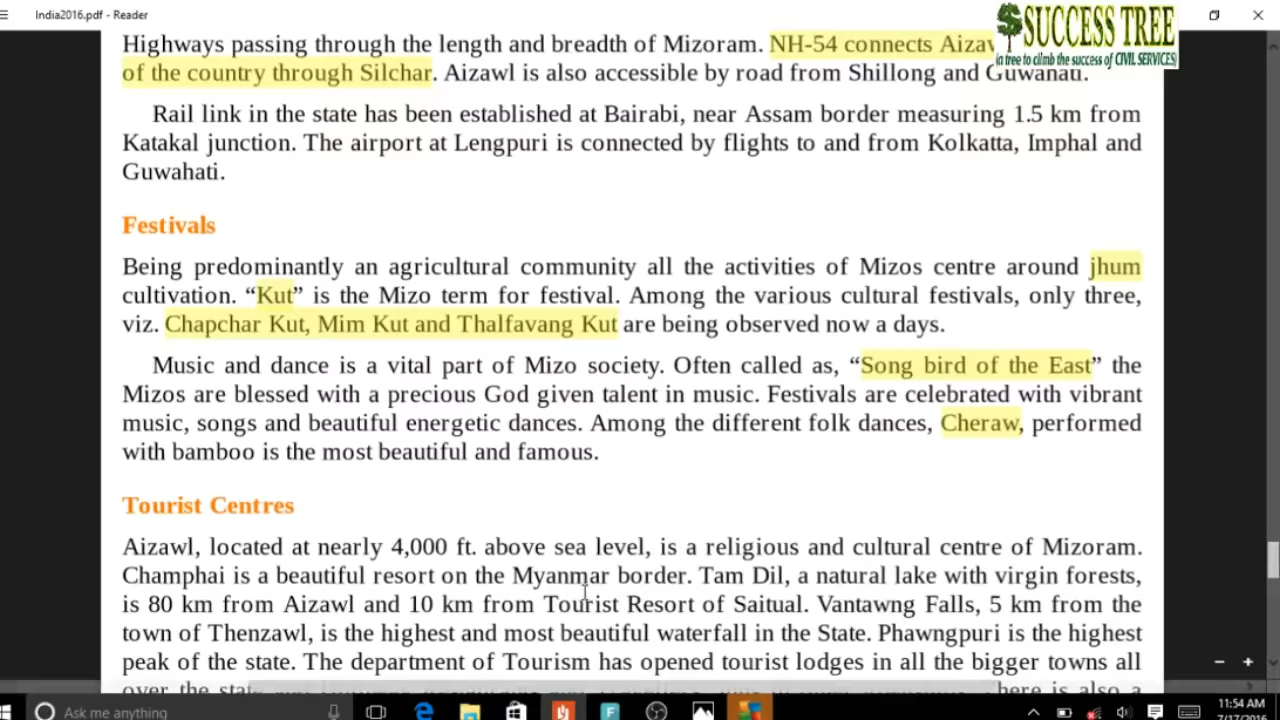 India2016.pdf - Reader
SUCCESS TREE
(a tree to climb the success of CIVIL SERVICES)
Highways passing through the length and breadth of Mizoram. NH-54 connects
of the country through Silchar. Aizawl is also accessible by road from Shillong and Guwahati.
Rail link in the state has been established at Bairabi, near Assam border measuring 1.5 km from
Katakal junction. The airport at Lengpuri is connected by flights to and from Kolkatta, Imphal and
Guwahati.
Festivals
Being predominantly an agricultural community all the activities of Mizos centre around jhum
cultivation. “Kut” is the Mizo term for festival. Among the various cultural festivals, only three,
viz. Chapchar Kut, Mim Kut and Thalfavang Kut are being observed now a days.
Music and dance is a vital part of Mizo society. Often called as, “Song bird of the East” the
Mizos are blessed with a precious God given talent in music. Festivals are celebrated with vibrant
music, songs and beautiful energetic dances. Among the different folk dances, Cheraw, performed
with bamboo is the most beautiful and famous.
Tourist Centres
Aizawl, located at nearly 4,000 ft. above sea level, is a religious and cultural centre of Mizoram.
Champhai is a beautiful resort on the Myanmar border. Tam Dil, a natural lake with virgin forests,
is 80 km from Aizawl and 10 km from Tourist Resort of Saitual. Vantawng Falls, 5 km from the
town of Thenzawl, is the highest and most beautiful waterfall in the State. Phawngpuri is the highest
peak of the state. The department of Tourism has opened tourist lodges in all the bigger towns all
over the is also a
Ask me anything
11:54 AM